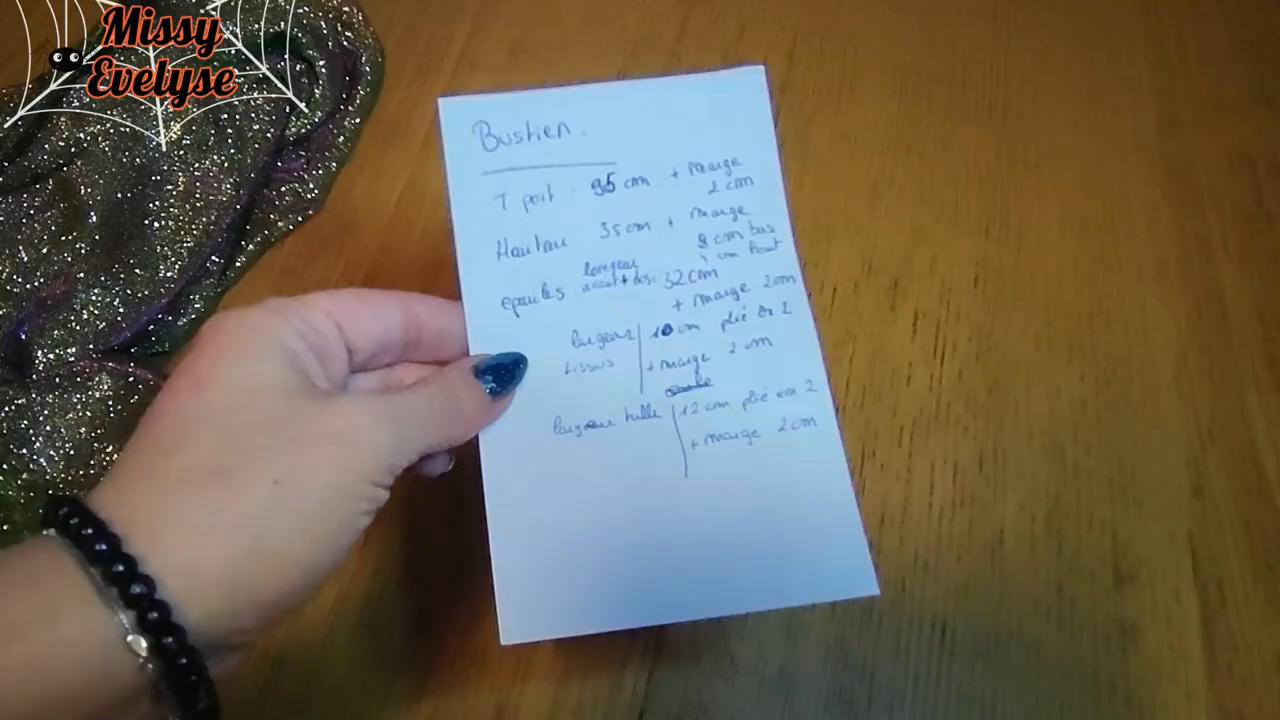 Missy
Evelyse
Bustier.
T poit : 95 cm + marge
2 cm
Hauteur 35 cm + marge
2 cm bas
4 cm haut
epaules longueur
avant + dos : 32 cm
+ marge 2 cm
largeur 10 cm plié en 2
tissus + marge 2 cm
largeur tulle 12 cm plié en 2
+ marge 2 cm